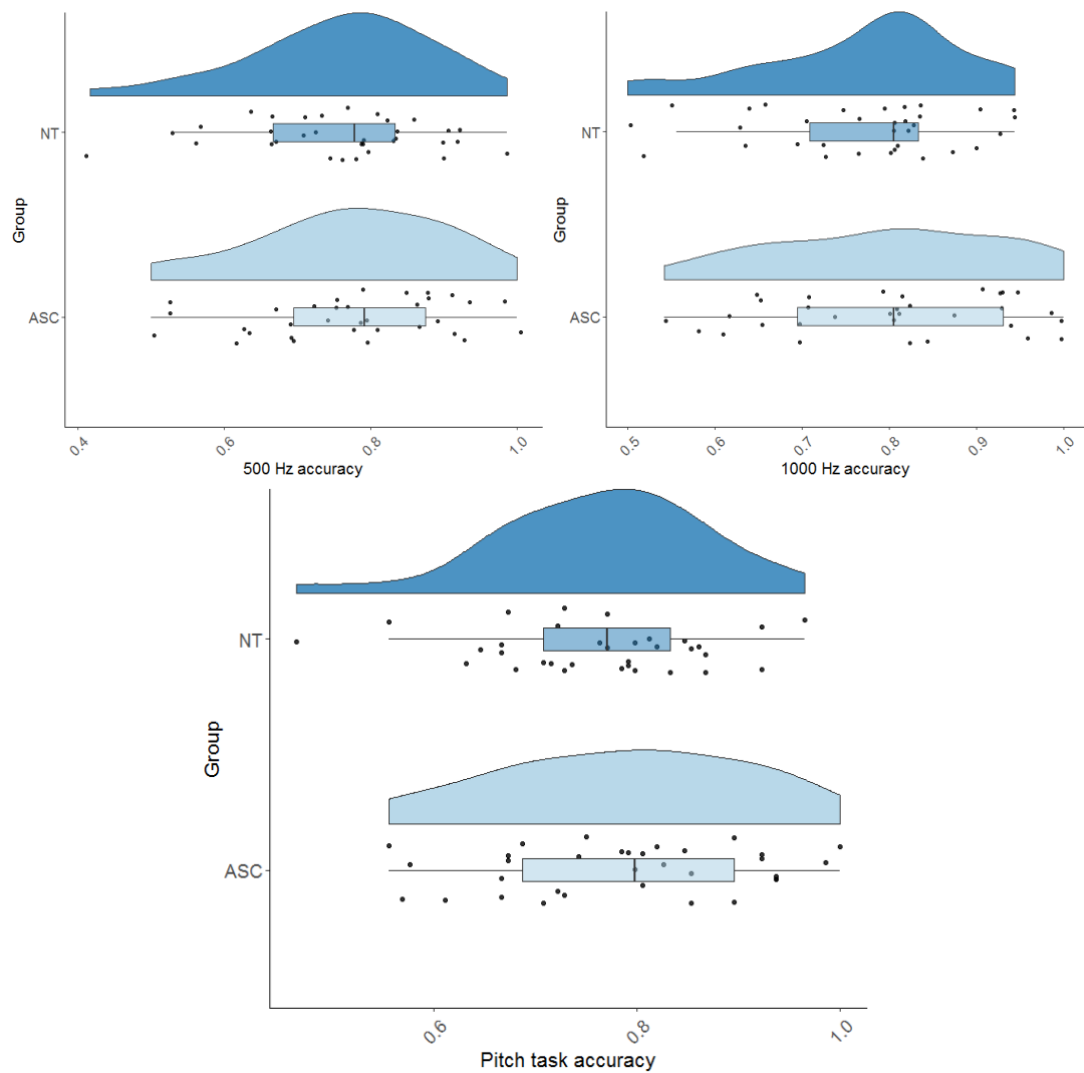 Group
NT
ASC
0.4 0.6 0.8 1.0
500 Hz accuracy
Group
NT
ASC
0.5 0.6 0.7 0.8 0.9 1.0
1000 Hz accuracy
Group
NT
ASC
0.6 0.8 1.0
Pitch task accuracy